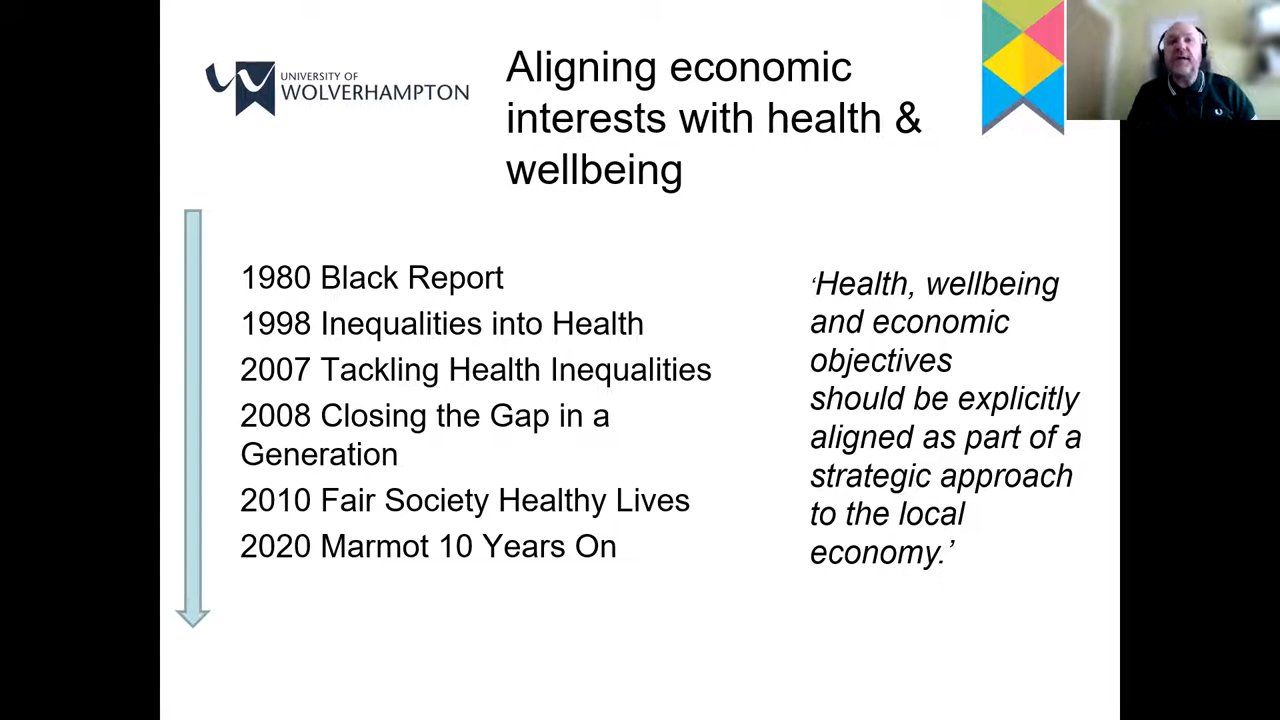 UNIVERSITY OF
WOLVERHAMPTON
Aligning economic
interests with health &
wellbeing
1980 Black Report
1998 Inequalities into Health
2007 Tackling Health Inequalities
2008 Closing the Gap in a
Generation
2010 Fair Society Healthy Lives
2020 Marmot 10 Years On
‘Health, wellbeing
and economic
objectives
should be explicitly
aligned as part of a
strategic approach
to the local
economy.’